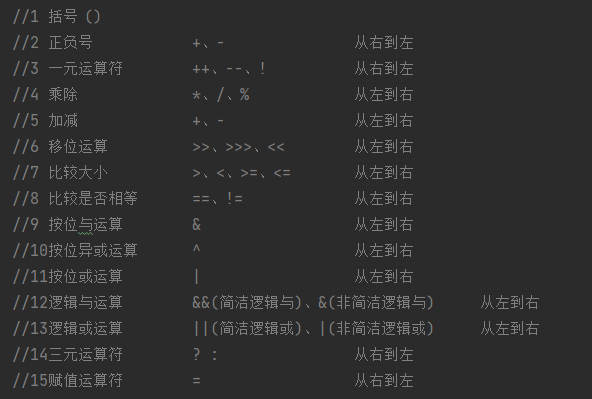 //1 括号 ()
//2 正负号 +、- 从右到左
//3 一元运算符 ++、--、! 从右到左
//4 乘除 *、/、% 从左到右
//5 加减 +、- 从左到右
//6 移位运算 >>、>>>、<< 从左到右
//7 比较大小 >、<、>=、<= 从左到右
//8 比较是否相等 ==、!= 从左到右
//9 按位与运算 & 从左到右
//10按位异或运算 ^ 从左到右
//11按位或运算 | 从左到右
//12逻辑与运算 &&(简洁逻辑与)、&(非简洁逻辑与) 从左到右
//13逻辑或运算 ||(简洁逻辑或)、|(非简洁逻辑或) 从左到右
//14三元运算符 ? : 从右到左
//15赋值运算符 = 从右到左